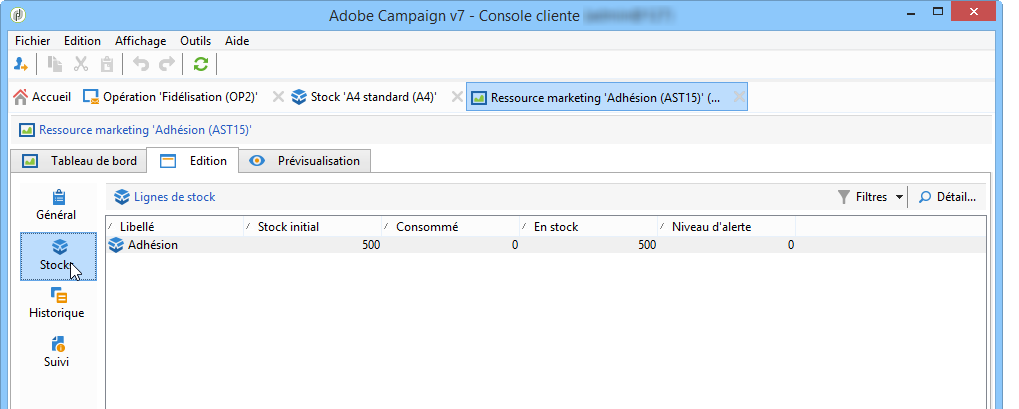 Adobe Campaign v7 - Console cliente
Fichier Edition Affichage Outils Aide
Accueil Opération 'Fidélisation (OP2)' Stock 'A4 standard (A4)' Ressource marketing 'Adhésion (AST15)' (...
Ressource marketing 'Adhésion (AST15)'
Tableau de bord Edition Prévisualisation
Général
Stocks
Historique
Suivi
Lignes de stock Filtres Détail...
Libellé Stock initial Consommé En stock Niveau d'alerte
Adhésion 500 0 500 0